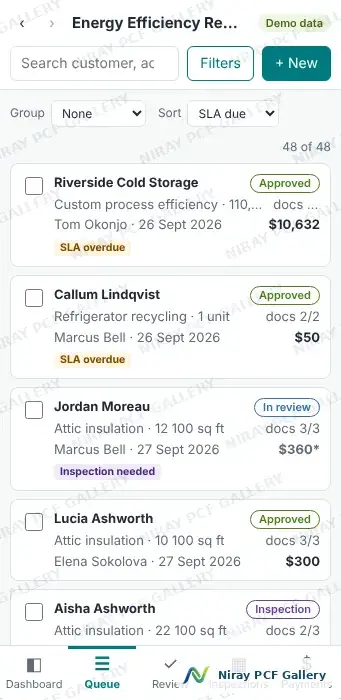 ‹ › Energy Efficiency Re... Demo data
Search customer, ac Filters + New
Group None Sort SLA due
48 of 48
Riverside Cold Storage Approved
Custom process efficiency · 110,... docs ...
Tom Okonjo · 26 Sept 2026 $10,632
SLA overdue
Callum Lindqvist Approved
Refrigerator recycling · 1 unit docs 2/2
Marcus Bell · 26 Sept 2026 $50
SLA overdue
Jordan Moreau In review
Attic insulation · 12 100 sq ft docs 3/3
Marcus Bell · 27 Sept 2026 $360*
Inspection needed
Lucia Ashworth Approved
Attic insulation · 10 100 sq ft docs 3/3
Elena Sokolova · 27 Sept 2026 $300
Aisha Ashworth Inspection
Attic insulation · 22 100 sq ft docs 2/3
Dashboard Queue Review
Niray PCF Gallery